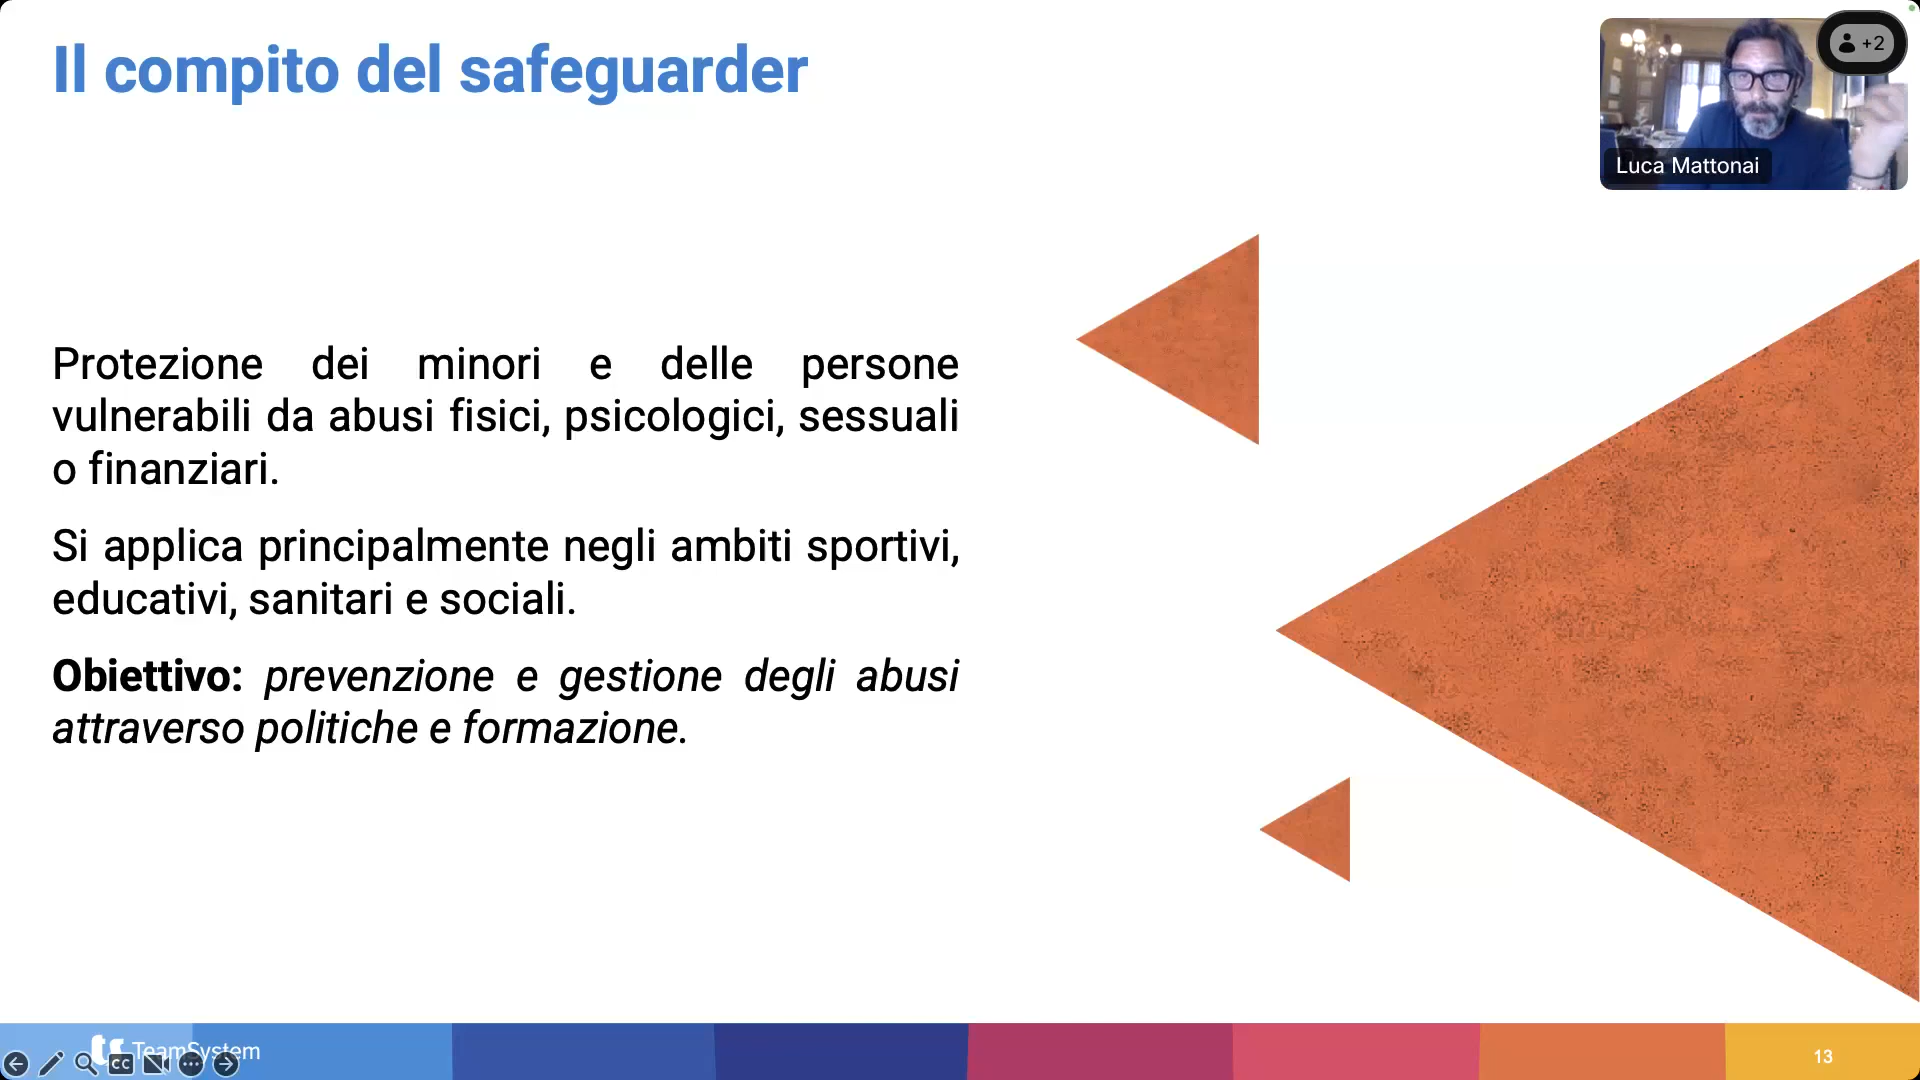 Il compito del safeguarder
+2
Luca Mattonai
Protezione dei minori e delle persone
vulnerabili da abusi fisici, psicologici, sessuali
o finanziari.
Si applica principalmente negli ambiti sportivi,
educativi, sanitari e sociali.
Obiettivo: prevenzione e gestione degli abusi
attraverso politiche e formazione.
TeamSystem
CC
13